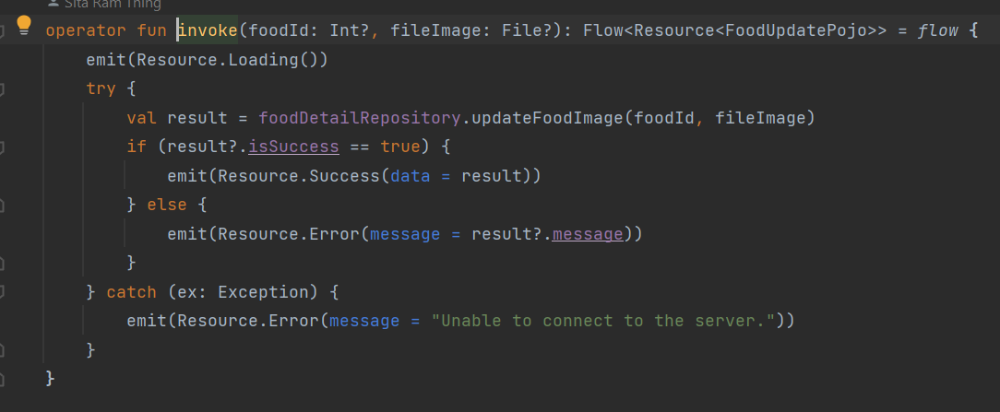 Sita Ram Thing
operator fun invoke(foodId: Int?, fileImage: File?): Flow<Resource<FoodUpdatePojo>> = flow {
emit(Resource.Loading())
try {
val result = foodDetailRepository.updateFoodImage(foodId, fileImage)
if (result?.isSuccess == true) {
emit(Resource.Success(data = result))
} else {
emit(Resource.Error(message = result?.message))
}
} catch (ex: Exception) {
emit(Resource.Error(message = "Unable to connect to the server."))
}
}